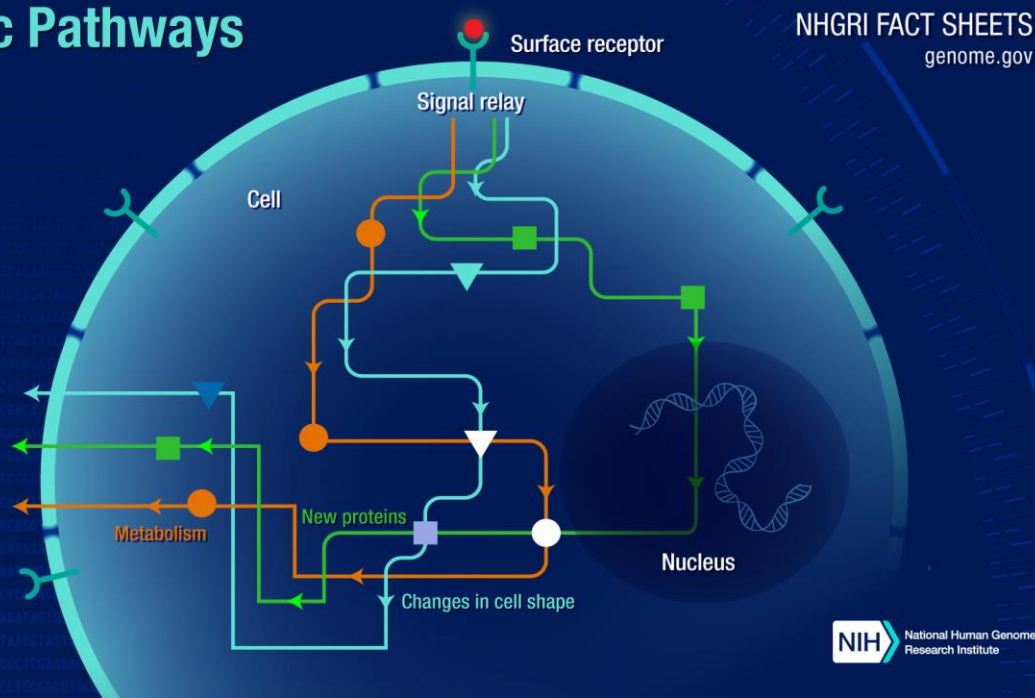 c Pathways
NHGRI FACT SHEETS
genome.gov
Surface receptor
Signal relay
Cell
Metabolism
New proteins
Nucleus
Changes in cell shape
NIH
National Human Genome
Research Institute